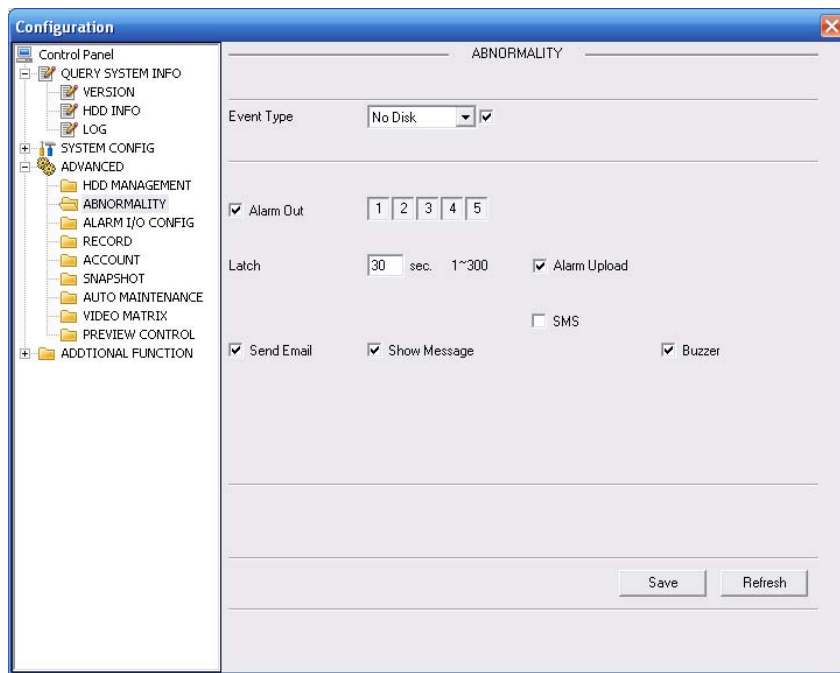 Configuration
Control Panel
QUERY SYSTEM INFO
VERSION
HDD INFO
LOG
SYSTEM CONFIG
ADVANCED
HDD MANAGEMENT
ABNORMALITY
ALARM I/O CONFIG
RECORD
ACCOUNT
SNAPSHOT
AUTO MAINTENANCE
VIDEO MATRIX
PREVIEW CONTROL
ADDTIONAL FUNCTION
ABNORMALITY
Event Type No Disk
Alarm Out 1 2 3 4 5
Latch 30 sec. 1~300 Alarm Upload
SMS
Send Email Show Message Buzzer
Save Refresh